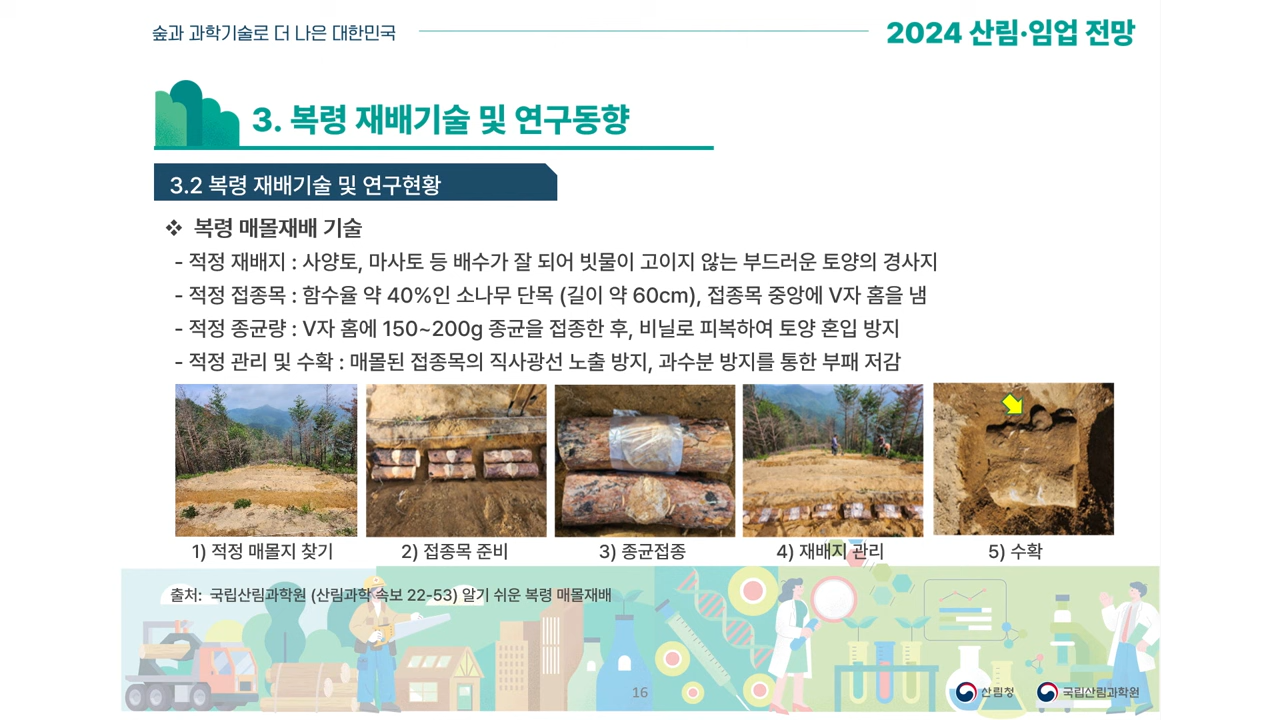 숲과 과학기술로 더 나은 대한민국
2024 산림·임업 전망
3. 복령 재배기술 및 연구동향
3.2 복령 재배기술 및 연구현황
❖ 복령 매몰재배 기술
- 적정 재배지 : 사양토, 마사토 등 배수가 잘 되어 빗물이 고이지 않는 부드러운 토양의 경사지
- 적정 접종목 : 함수율 약 40%인 소나무 단목 (길이 약 60cm), 접종목 중앙에 V자 홈을 냄
- 적정 종균량 : V자 홈에 150~200g 종균을 접종한 후, 비닐로 피복하여 토양 혼입 방지
- 적정 관리 및 수확 : 매몰된 접종목의 직사광선 노출 방지, 과수분 방지를 통한 부패 저감
1) 적정 매몰지 찾기
2) 접종목 준비
3) 종균접종
4) 재배지 관리
5) 수확
출처: 국립산림과학원 (산림과학 속보 22-53) 알기 쉬운 복령 매몰재배
16
산림청
국립산림과학원